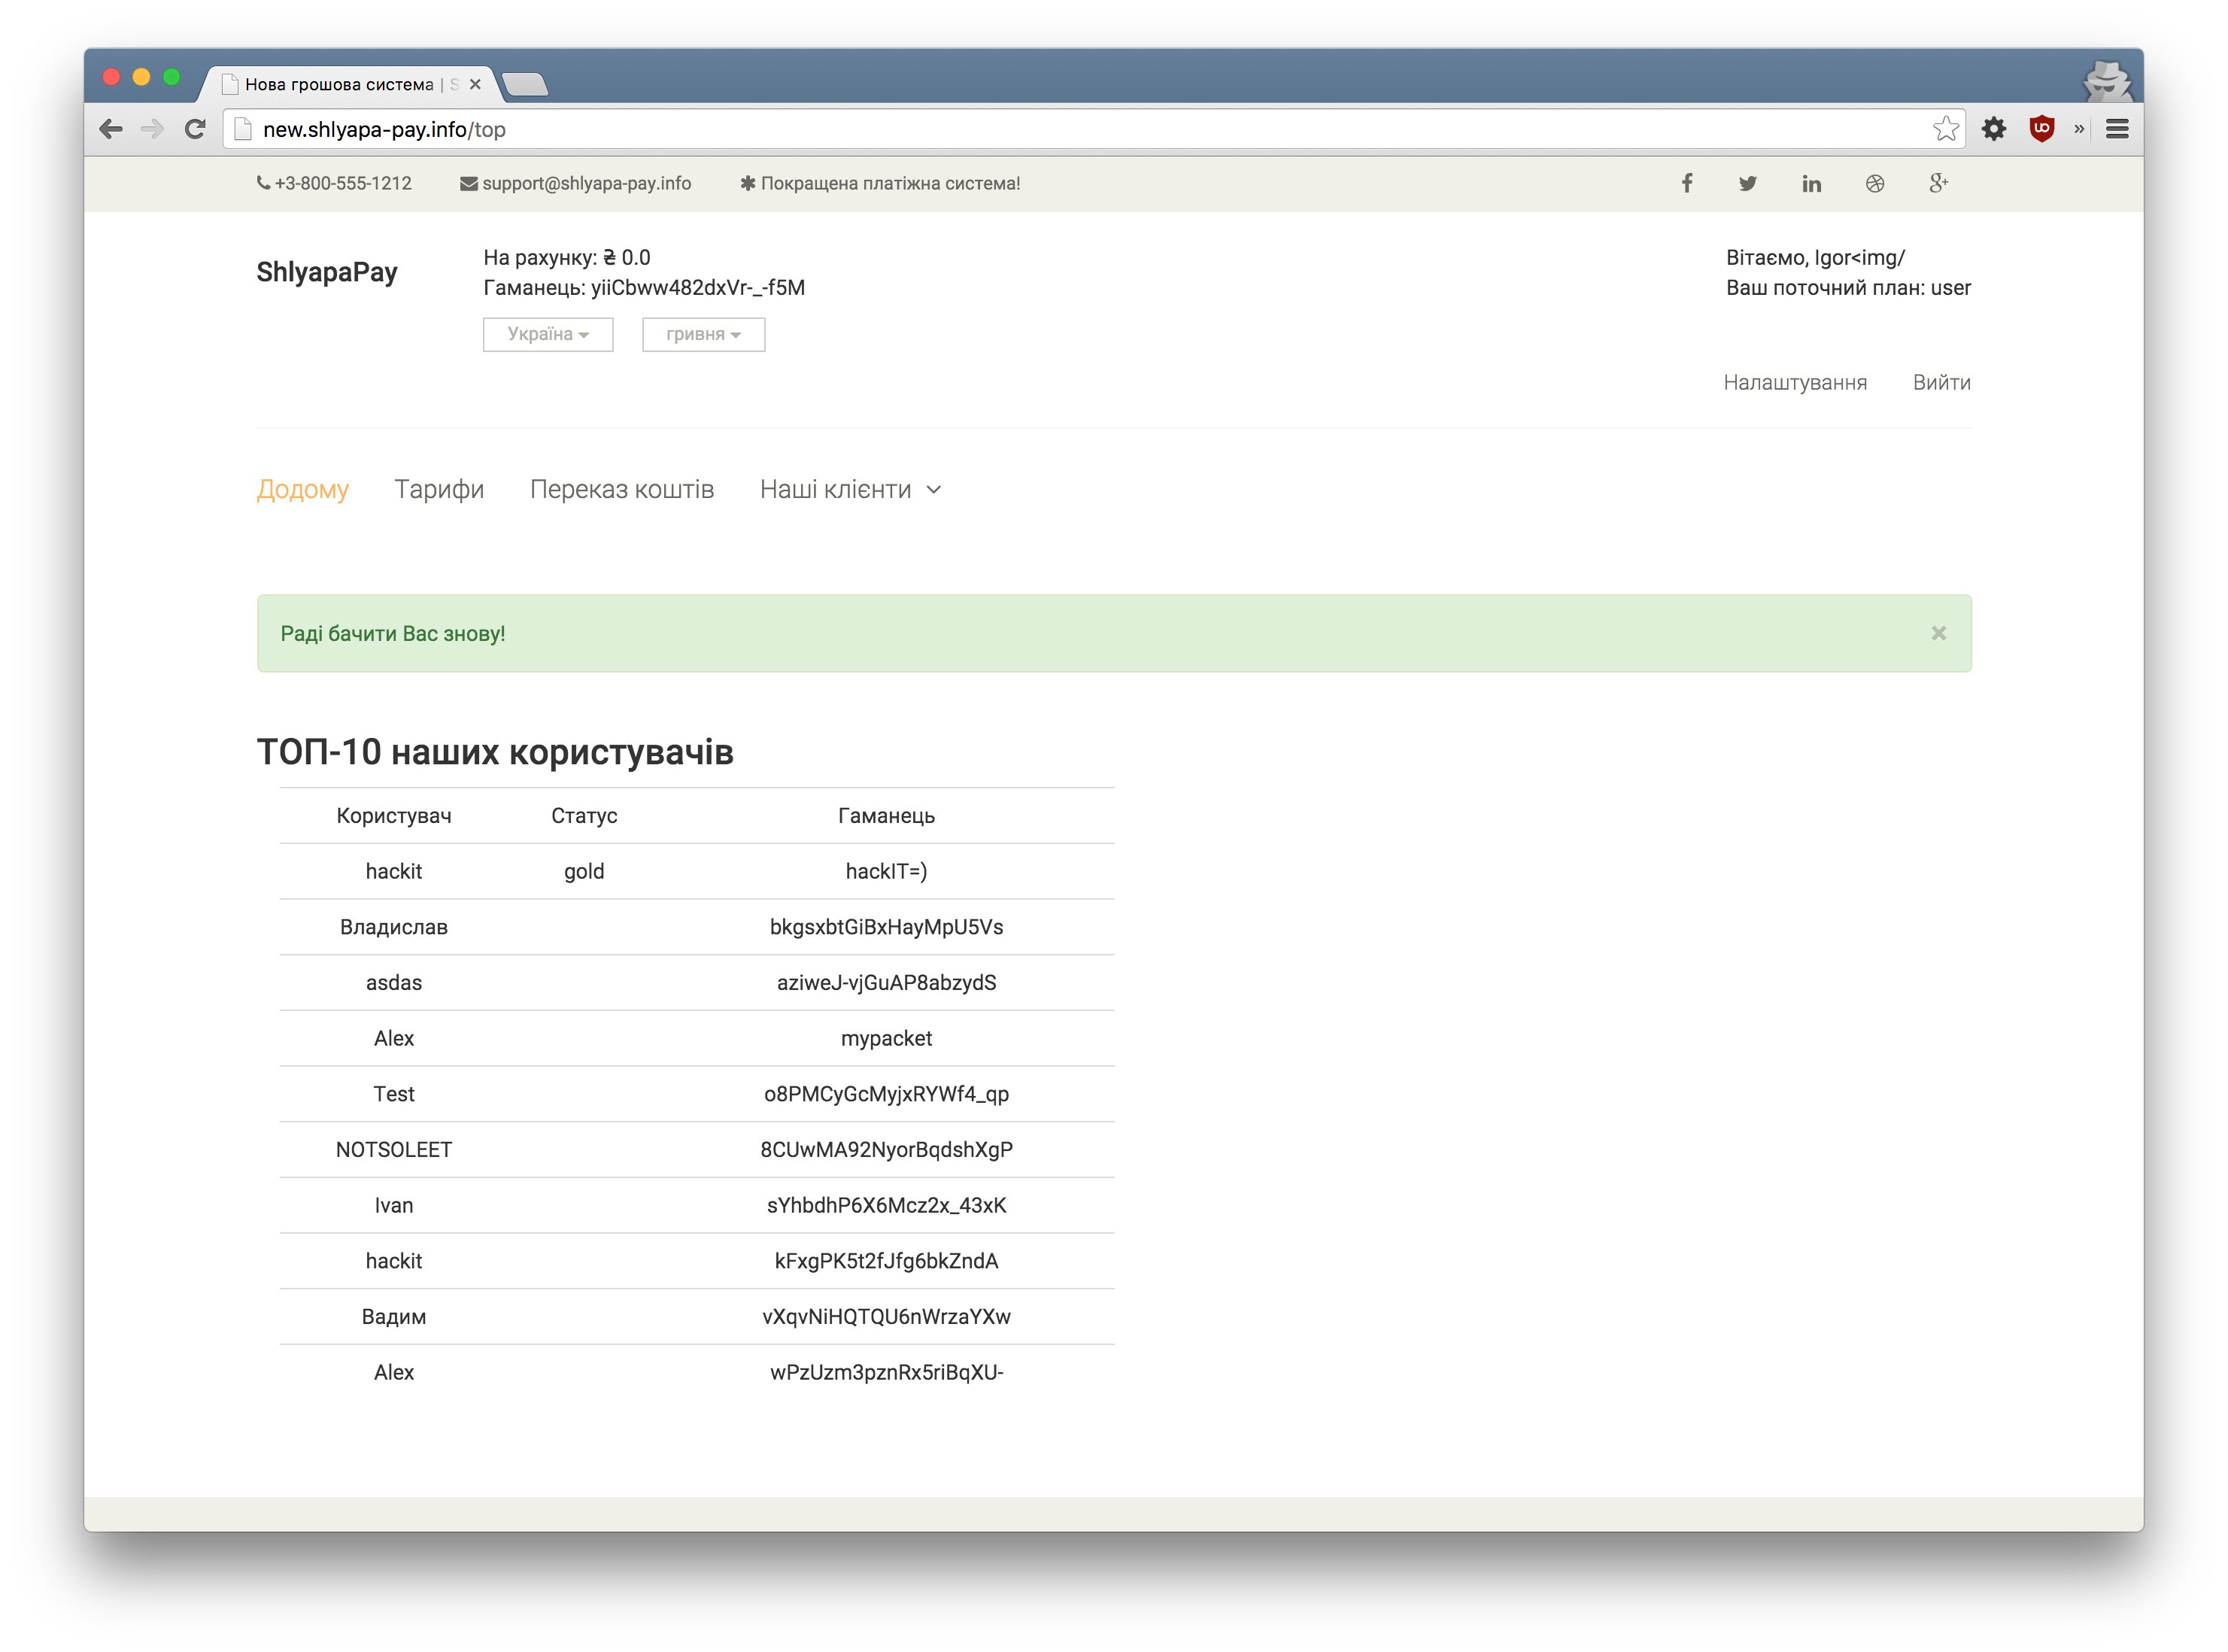 Нова грошова система | S
new.shlyapa-pay.info/top
+3-800-555-1212 support@shlyapa-pay.info ✱ Покращена платіжна система!
ShlyapaPay
На рахунку: ₴ 0.0
Гаманець: yiiCbww482dxVr-_-f5M
Україна гривня
Вітаємо, Igor<img/
Ваш поточний план: user
Налаштування Вийти
Додому Тарифи Переказ коштів Наші клієнти
Раді бачити Вас знову! ×
ТОП-10 наших користувачів
Користувач Статус Гаманець
hackit gold hackIT=)
Владислав bkgsxbtGiBxHayMpU5Vs
asdas aziweJ-vjGuAP8abzydS
Alex mypacket
Test o8PMCyGcMyjxRYWf4_qp
NOTSOLEET 8CUwMA92NyorBqdshXgP
Ivan sYhbdhP6X6Mcz2x_43xK
hackit kFxgPK5t2fJfg6bkZndA
Вадим vXqvNiHQTQU6nWrzaYXw
Alex wPzUzm3pznRx5riBqXU-